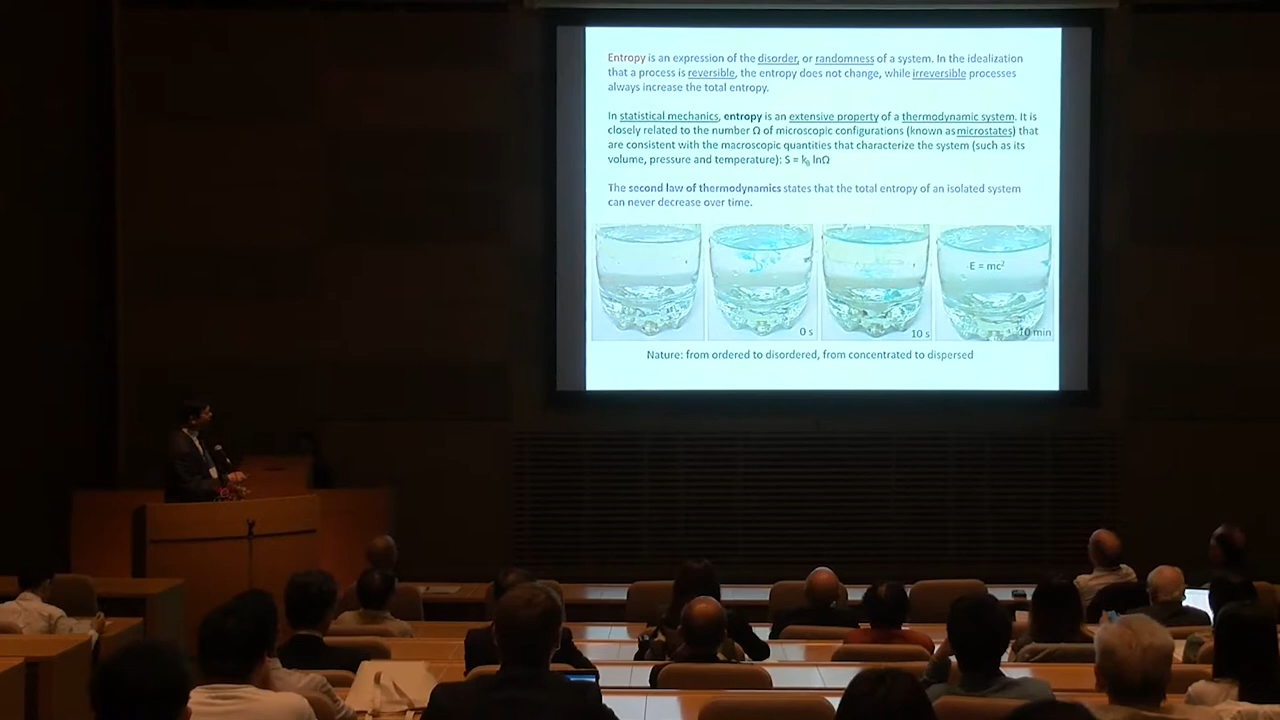 Entropy is an expression of the disorder, or randomness of a system. In the idealization
that a process is reversible, the entropy does not change, while irreversible processes
always increase the total entropy.
In statistical mechanics, entropy is an extensive property of a thermodynamic system. It is
closely related to the number Ω of microscopic configurations (known as microstates) that
are consistent with the macroscopic quantities that characterize the system (such as its
volume, pressure and temperature): S = kB lnΩ
The second law of thermodynamics states that the total entropy of an isolated system
can never decrease over time.
E = mc²
0 s
10 s
10 min
Nature: from ordered to disordered, from concentrated to dispersed